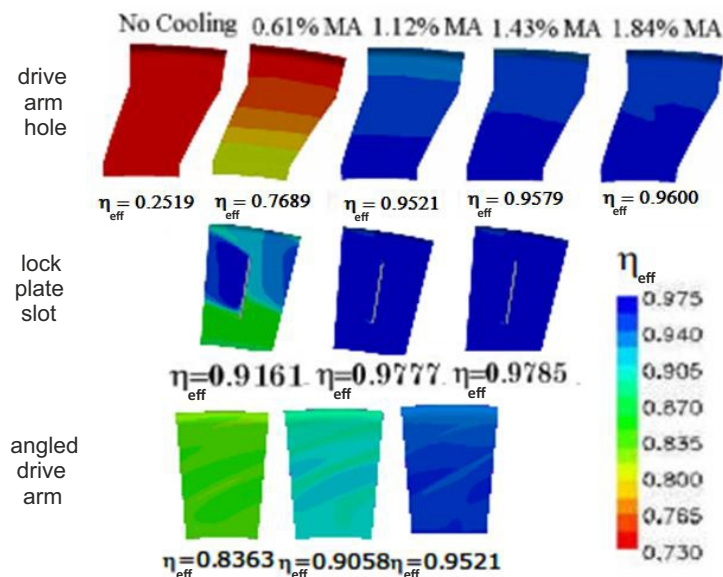 No Cooling 0.61% MA 1.12% MA 1.43% MA 1.84% MA
drive
arm
hole
η_eff = 0.2519 η_eff = 0.7689 η_eff = 0.9521 η_eff = 0.9579 η_eff = 0.9600
lock
plate
slot
η_eff=0.9161 η_eff=0.9777 η_eff=0.9785
angled
drive
arm
η_eff=0.8363 η_eff=0.9058 η_eff=0.9521
η_eff
0.975
0.940
0.905
0.870
0.835
0.800
0.765
0.730